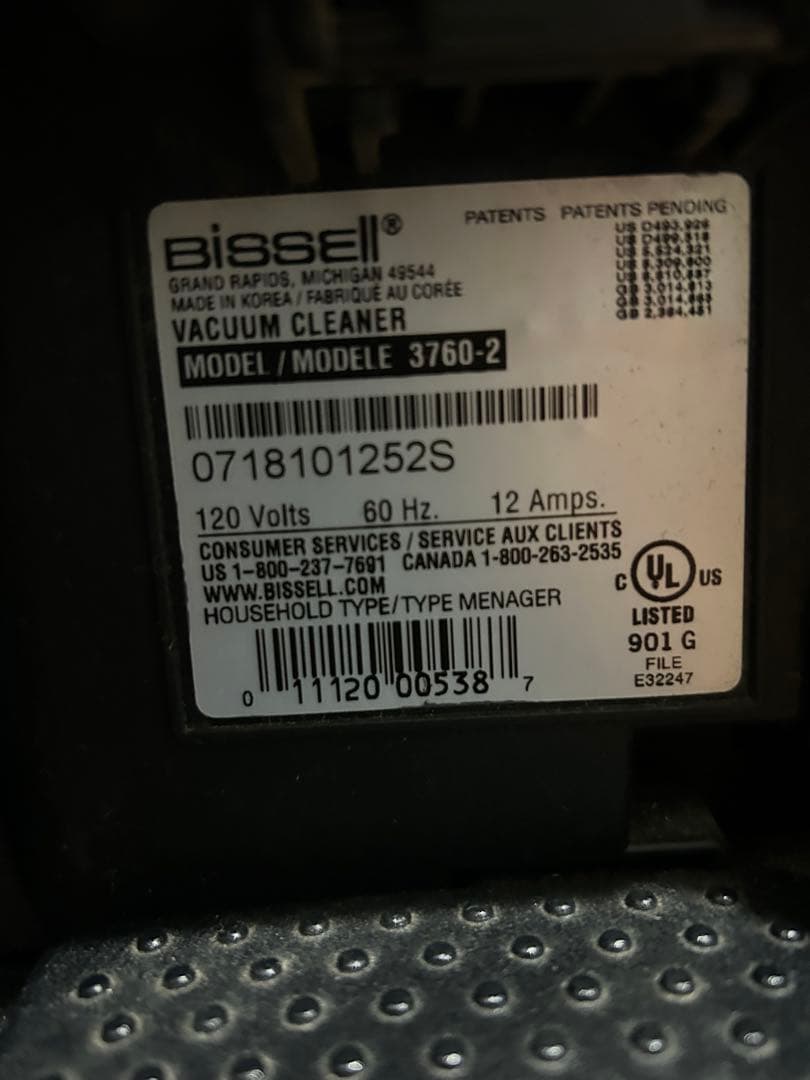 BISSELL®
GRAND RAPIDS, MICHIGAN 49544
MADE IN KOREA / FABRIQUÉ AU CORÉE
VACUUM CLEANER
MODEL / MODELE 3760-2
PATENTS PATENTS PENDING
0718101252S
120 Volts 60 Hz. 12 Amps.
CONSUMER SERVICES / SERVICE AUX CLIENTS
US 1-800-237-7691 CANADA 1-800-263-2535
WWW.BISSELL.COM
HOUSEHOLD TYPE/TYPE MENAGER
C UL US
LISTED
901 G
FILE
E32247
0 11120 00538 7